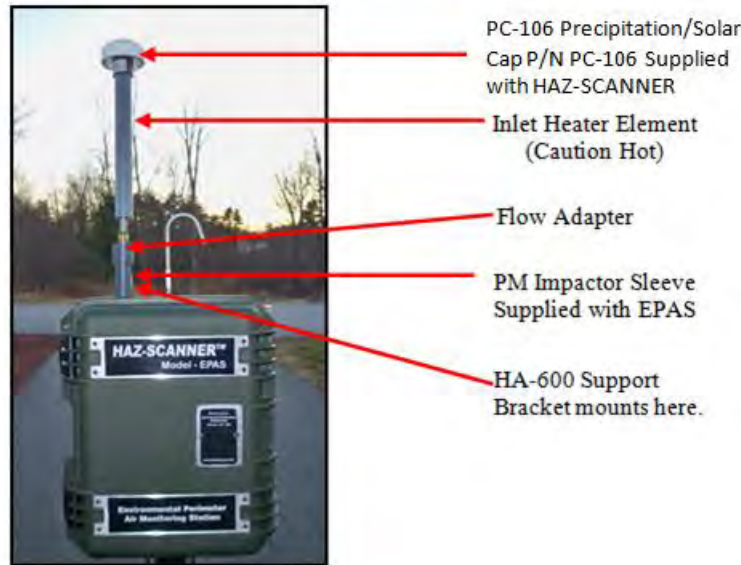 PC-106 Precipitation/Solar
Cap P/N PC-106 Supplied
with HAZ-SCANNER
Inlet Heater Element
(Caution Hot)
Flow Adapter
PM Impactor Sleeve
Supplied with EPAS
HA-600 Support
Bracket mounts here.
HAZ-SCANNER™
Model - EPAS
Environmental Perimeter
Air Monitoring Station